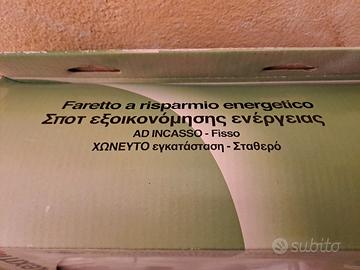 Faretto a risparmio energetico
Σποτ εξοικονόμησης ενέργειας
AD INCASSO - Fisso
ΧΩΝΕΥΤΟ εγκατάσταση - Σταθερό
subito